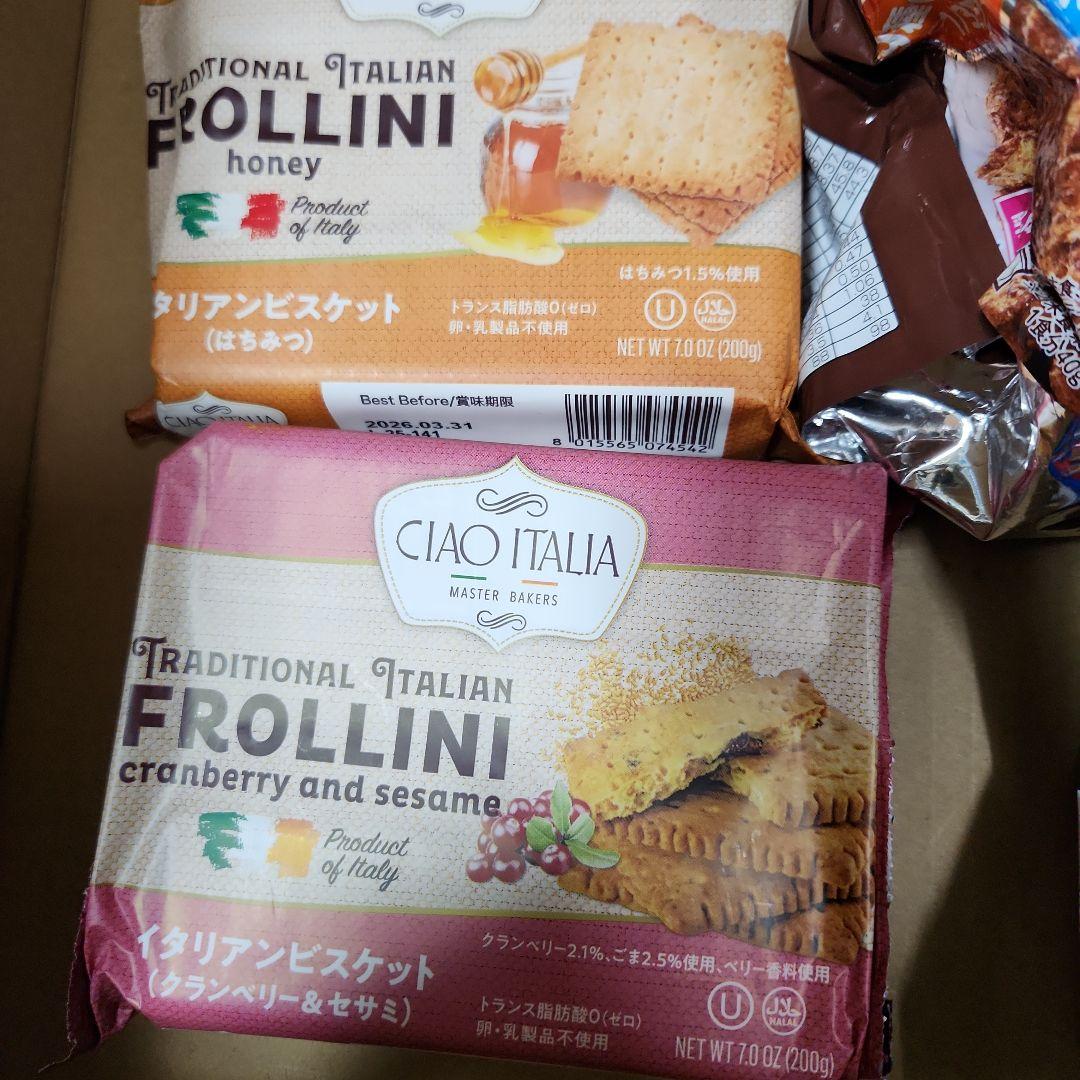 TRADITIONAL ITALIAN
FROLLINI
honey
Product
of Italy
はちみつ1.5%使用
タリアンビスケット
(はちみつ)
トランス脂肪酸0(ゼロ)
卵・乳製品不使用
U
HALAL
NET WT 7.0 OZ (200g)
Best Before/賞味期限
2026.03.31
L 25-141
8 015565 074542
CIAO ITALIA
CIAO ITALIA
MASTER BAKERS
TRADITIONAL ITALIAN
FROLLINI
cranberry and sesame
Product
of Italy
クランベリー2.1%、ごま2.5%使用、ベリー香料使用
イタリアンビスケット
(クランベリー&セサミ)
トランス脂肪酸0(ゼロ)
卵・乳製品不使用
U
HALAL
NET WT 7.0 OZ (200g)